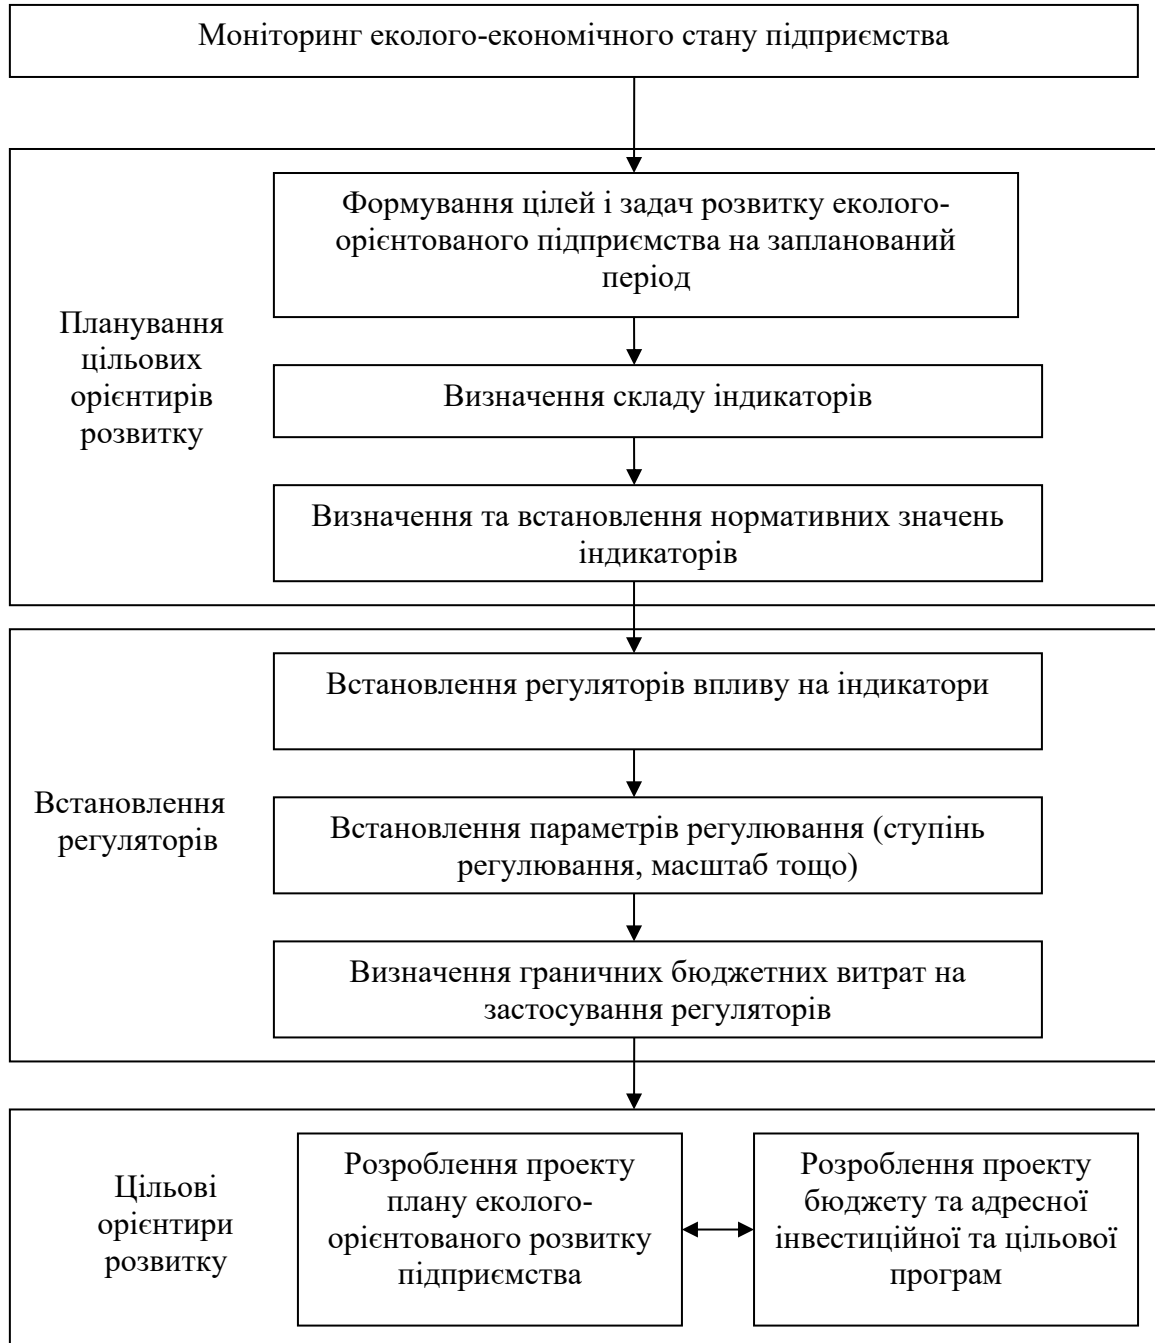 Моніторинг еколого-економічного стану підприємства
Планування
цільових
орієнтирів
розвитку
Формування цілей і задач розвитку еколого-
орієнтованого підприємства на запланований
період
Визначення складу індикаторів
Визначення та встановлення нормативних значень
індикаторів
Встановлення
регуляторів
Встановлення регуляторів впливу на індикатори
Встановлення параметрів регулювання (ступінь
регулювання, масштаб тощо)
Визначення граничних бюджетних витрат на
застосування регуляторів
Цільові
орієнтири
розвитку
Розроблення проекту
плану еколого-
орієнтованого розвитку
підприємства
Розроблення проекту
бюджету та адресної
інвестиційної та цільової
програм